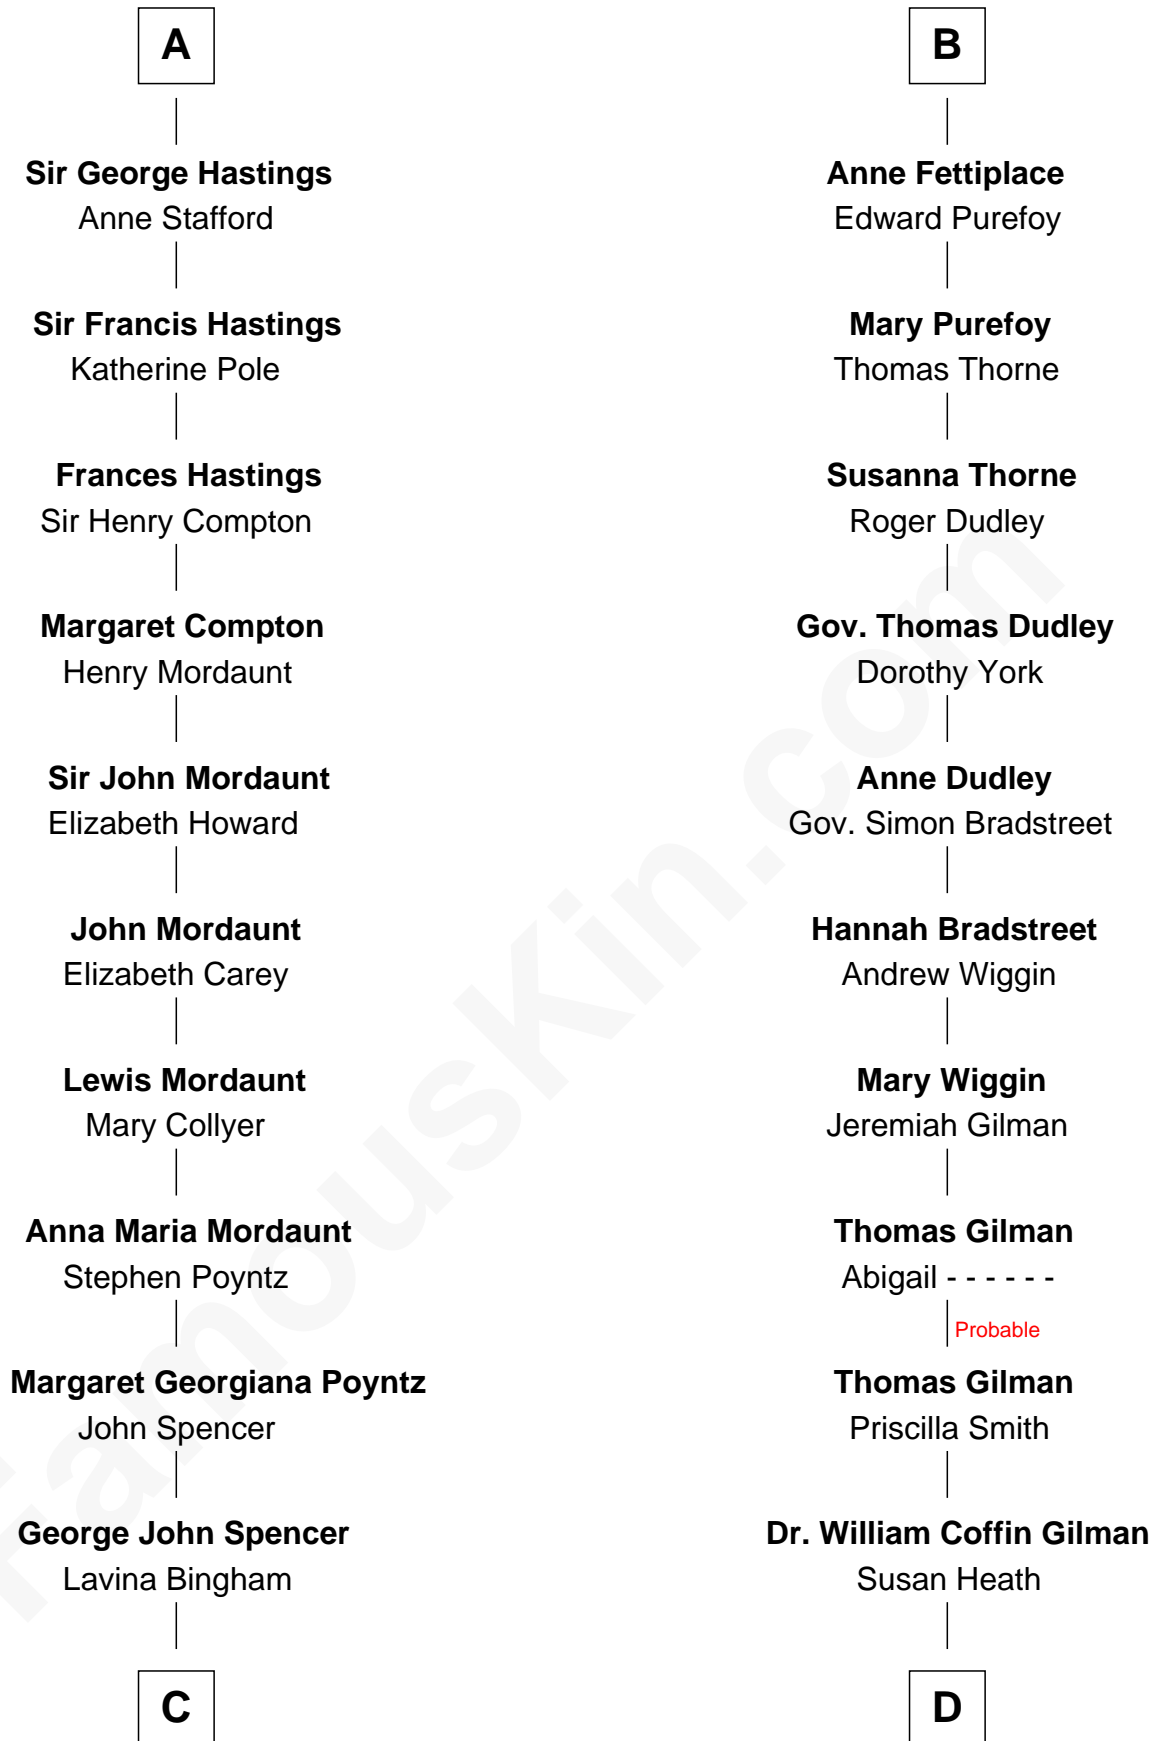 A
Sir George Hastings
Anne Stafford
Sir Francis Hastings
Katherine Pole
Frances Hastings
Sir Henry Compton
Margaret Compton
Henry Mordaunt
Sir John Mordaunt
Elizabeth Howard
John Mordaunt
Elizabeth Carey
Lewis Mordaunt
Mary Collyer
Anna Maria Mordaunt
Stephen Poyntz
Margaret Georgiana Poyntz
John Spencer
George John Spencer
Lavina Bingham
C
B
Anne Fettiplace
Edward Purefoy
Mary Purefoy
Thomas Thorne
Susanna Thorne
Roger Dudley
Gov. Thomas Dudley
Dorothy York
Anne Dudley
Gov. Simon Bradstreet
Hannah Bradstreet
Andrew Wiggin
Mary Wiggin
Jeremiah Gilman
Thomas Gilman
Abigail - - - - - -
Probable
Thomas Gilman
Priscilla Smith
Dr. William Coffin Gilman
Susan Heath
D
FamousKin.com